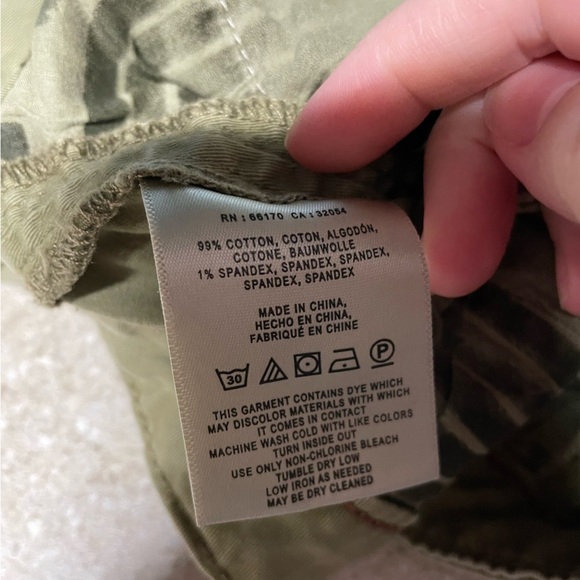 RN : 66170 CA : 32054
99% COTTON, COTON, ALGODÓN,
COTONE, BAUMWOLLE
1% SPANDEX, SPANDEX, SPANDEX,
SPANDEX, SPANDEX
MADE IN CHINA,
HECHO EN CHINA,
FABRIQUÉ EN CHINE
30 P
THIS GARMENT CONTAINS DYE WHICH
MAY DISCOLOR MATERIALS WITH WHICH
IT COMES IN CONTACT
MACHINE WASH COLD WITH LIKE COLORS
TURN INSIDE OUT
USE ONLY NON-CHLORINE BLEACH
TUMBLE DRY LOW
LOW IRON AS NEEDED
MAY BE DRY CLEANED